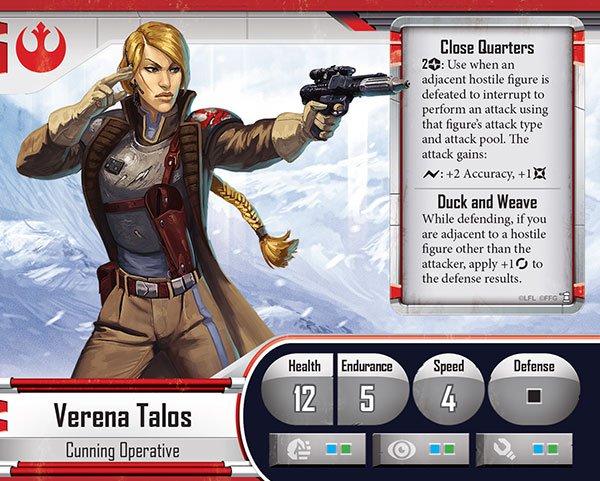 Close Quarters
2: Use when an
adjacent hostile figure is
defeated to interrupt to
perform an attack using
that figure's attack type
and attack pool. The
attack gains:
: +2 Accuracy, +1
Duck and Weave
While defending, if you
are adjacent to a hostile
figure other than the
attacker, apply +1 to
the defense results.
©LFL ©FFG
Health Endurance Speed Defense
12 5 4
Verena Talos
Cunning Operative